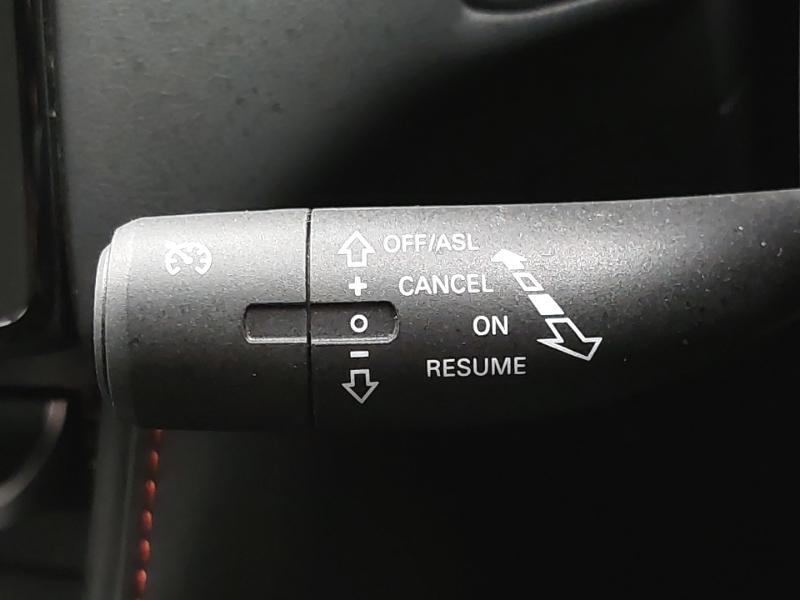 OFF/ASL
+ CANCEL
O ON
− RESUME